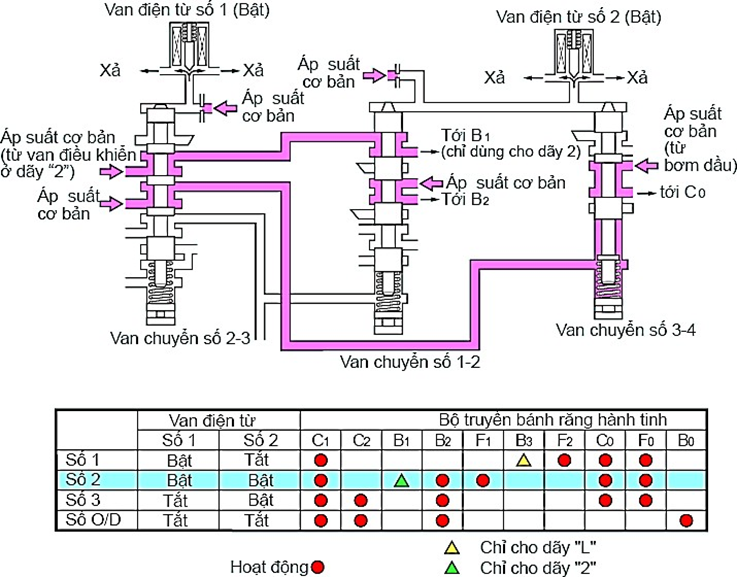 Van điện từ số 1 (Bật)
Van điện từ số 2 (Bật)
Xả
Xả
Áp suất
cơ bản
Áp suất
cơ bản
Xả
Xả
Áp suất cơ bản
(từ van điều khiển
ở dãy "2")
Áp suất
cơ bản
Tới B1
(chỉ dùng cho dãy 2)
Áp suất cơ bản
Tới B2
Áp suất
cơ bản
(từ
bơm dầu)
tới C0
Van chuyển số 2-3
Van chuyển số 1-2
Van chuyển số 3-4
Van điện từ Bộ truyền bánh răng hành tinh
Số 1 Số 2 C1 C2 B1 B2 F1 B3 F2 C0 F0 B0
Số 1 Bật Tắt
Số 2 Bật Bật
Số 3 Tắt Bật
Số O/D Tắt Tắt
Hoạt động
Chỉ cho dãy "L"
Chỉ cho dãy "2"